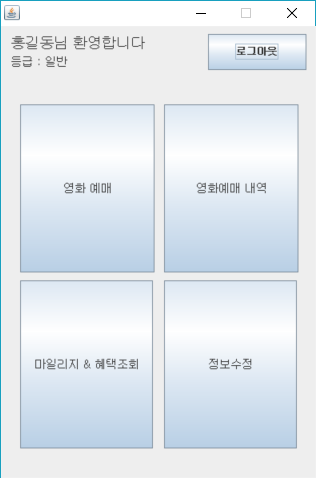 홍길동님 환영합니다
로그아웃
등급 : 일반
영화 예매
영화예매 내역
마일리지 & 혜택조회
정보수정